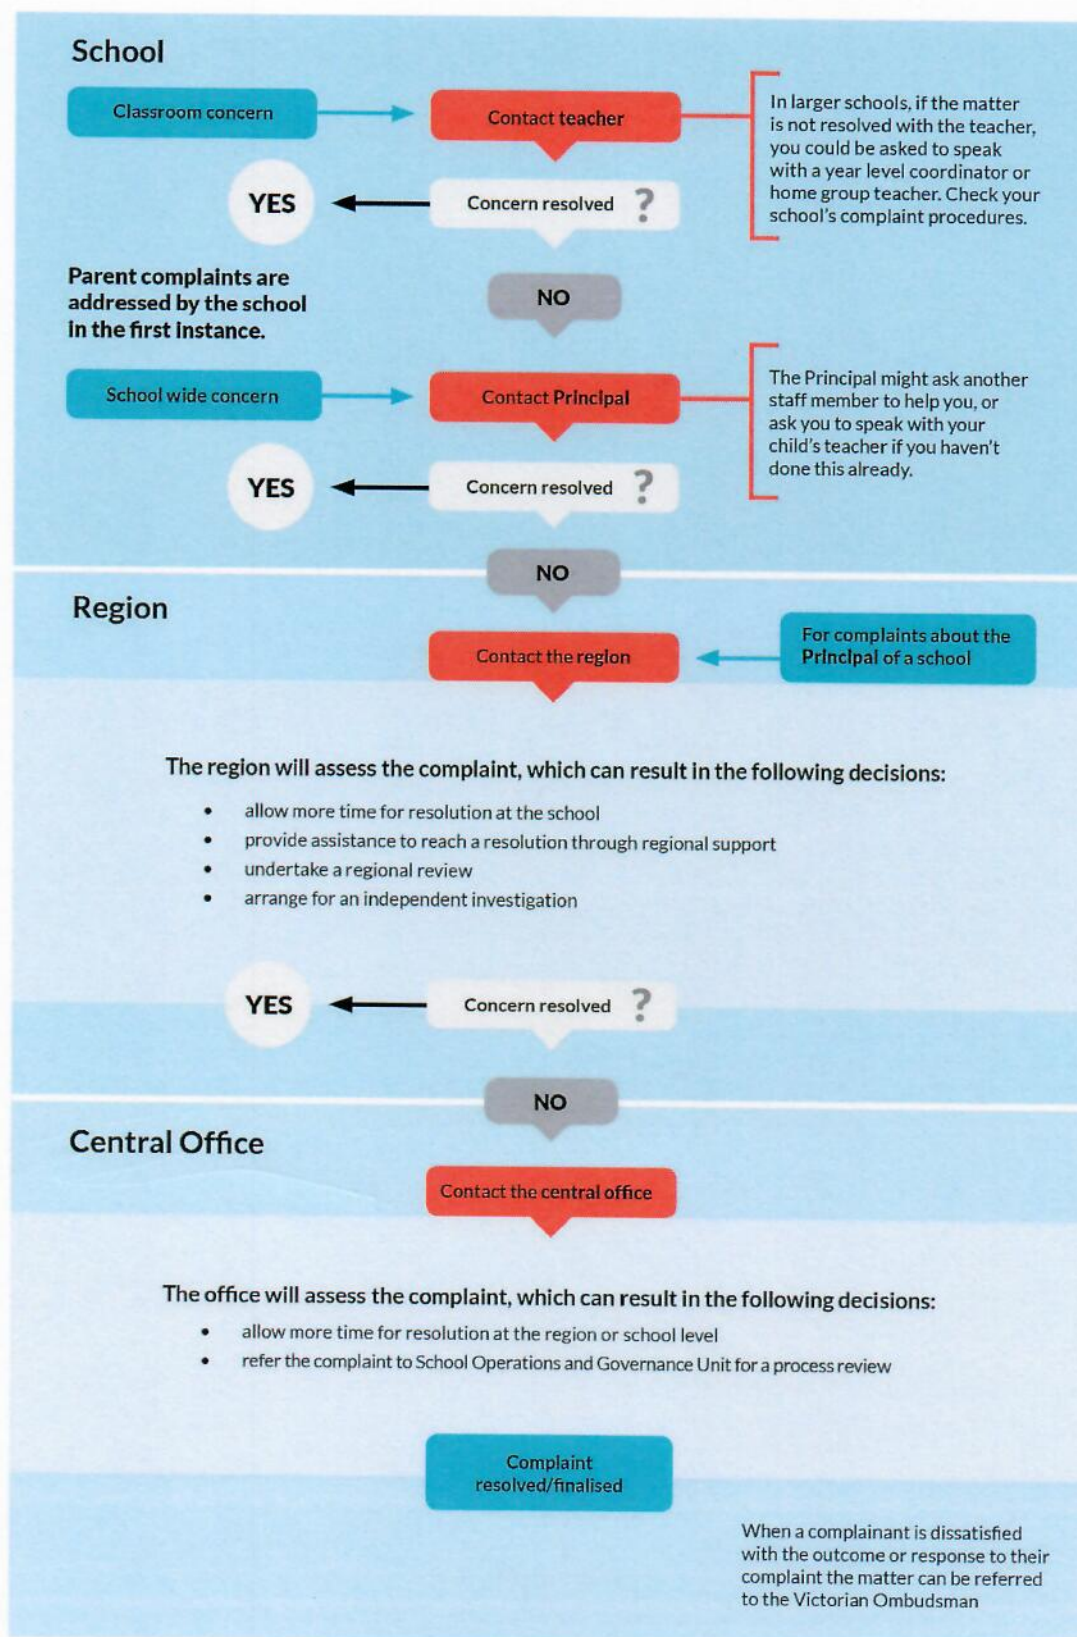 School
Classroom concern
Contact teacher
In larger schools, if the matter
is not resolved with the teacher,
you could be asked to speak
with a year level coordinator or
home group teacher. Check your
school's complaint procedures.
YES
Concern resolved ?
Parent complaints are
addressed by the school
in the first instance.
NO
School wide concern
Contact Principal
The Principal might ask another
staff member to help you, or
ask you to speak with your
child's teacher if you haven't
done this already.
YES
Concern resolved ?
NO
Region
Contact the region
For complaints about the
Principal of a school
The region will assess the complaint, which can result in the following decisions:
• allow more time for resolution at the school
• provide assistance to reach a resolution through regional support
• undertake a regional review
• arrange for an independent investigation
YES
Concern resolved ?
NO
Central Office
Contact the central office
The office will assess the complaint, which can result in the following decisions:
• allow more time for resolution at the region or school level
• refer the complaint to School Operations and Governance Unit for a process review
Complaint
resolved/finalised
When a complainant is dissatisfied
with the outcome or response to their
complaint the matter can be referred
to the Victorian Ombudsman